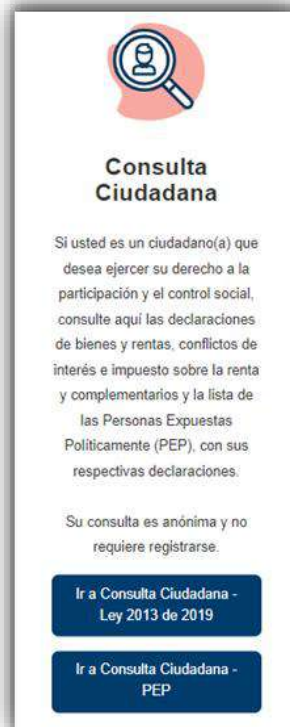 Consulta
Ciudadana
Si usted es un ciudadano(a) que
desea ejercer su derecho a la
participación y el control social,
consulte aquí las declaraciones
de bienes y rentas, conflictos de
interés e impuesto sobre la renta
y complementarios y la lista de
las Personas Expuestas
Políticamente (PEP), con sus
respectivas declaraciones.
Su consulta es anónima y no
requiere registrarse.
Ir a Consulta Ciudadana -
Ley 2013 de 2019
Ir a Consulta Ciudadana -
PEP